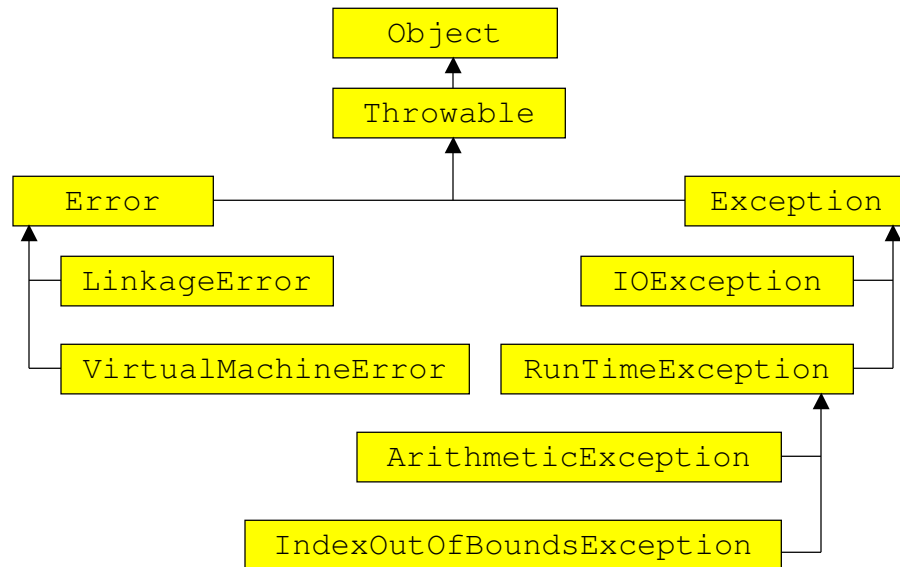 Object
Throwable
Error
Exception
LinkageError
IOException
VirtualMachineError
RunTimeException
ArithmeticException
IndexOutOfBoundsException